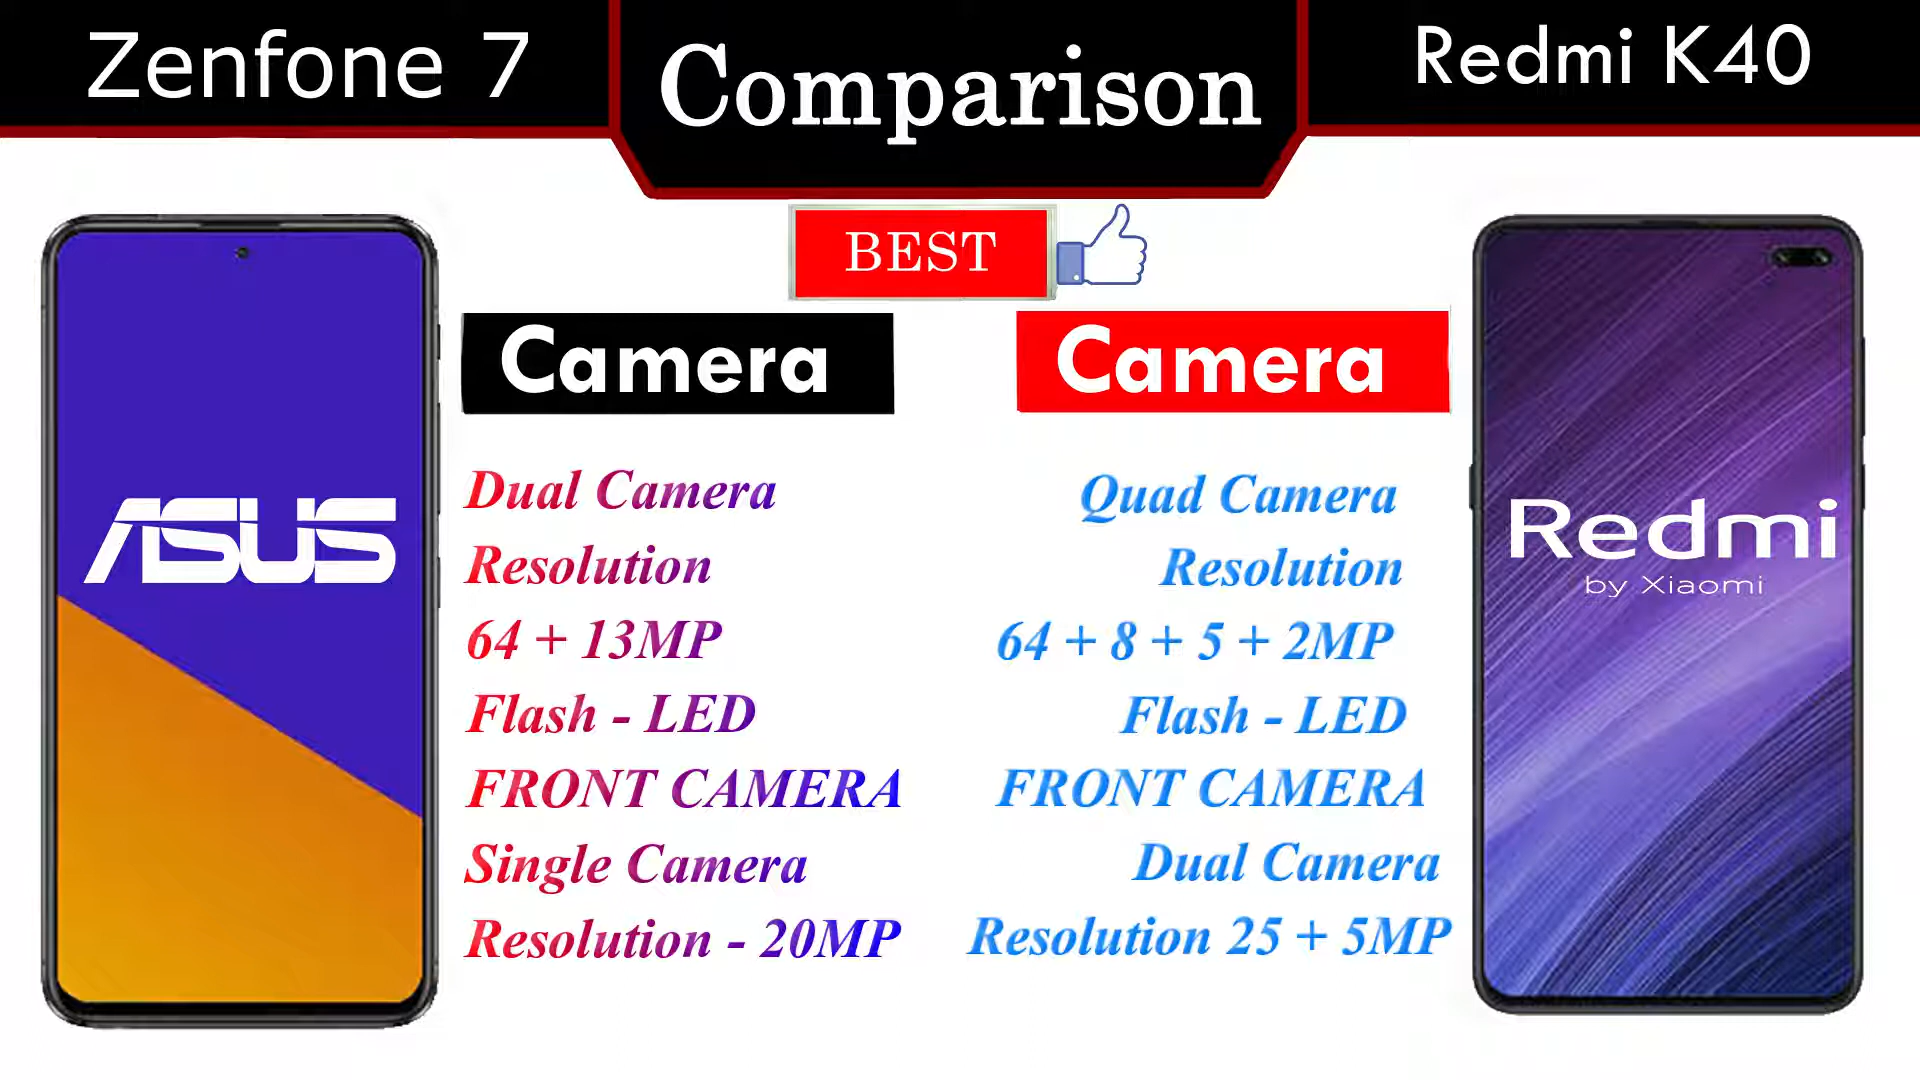 Zenfone 7
Comparison
Redmi K40
BEST
Camera
Camera
Dual Camera
Resolution
64 + 13MP
Flash - LED
FRONT CAMERA
Single Camera
Resolution - 20MP
Quad Camera
Resolution
64 + 8 + 5 + 2MP
Flash - LED
FRONT CAMERA
Dual Camera
Resolution 25 + 5MP
ASUS
Redmi
by Xiaomi